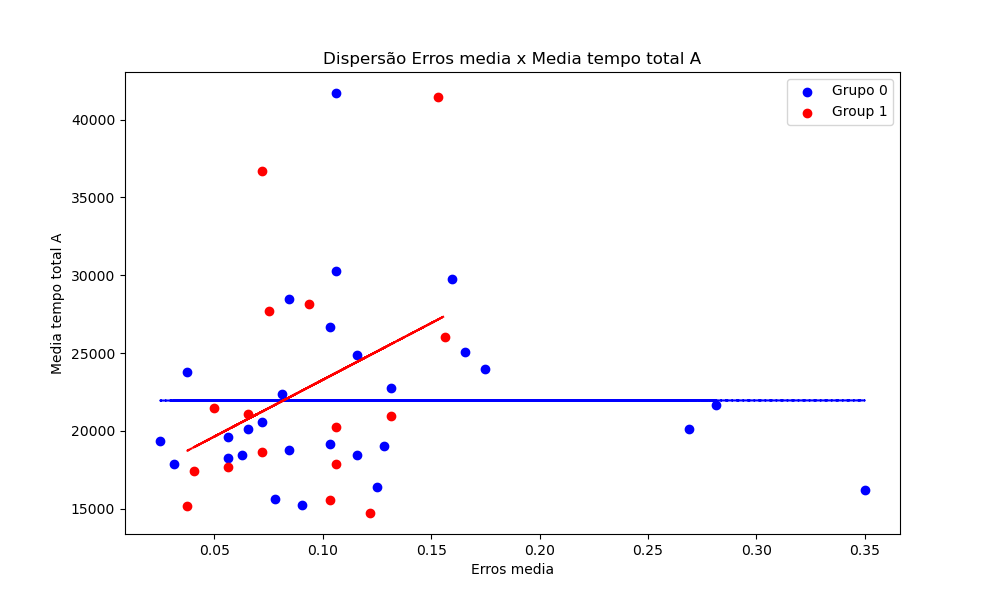 Dispersão Erros media x Media tempo total A
Grupo 0
Group 1
Media tempo total A
40000
35000
30000
25000
20000
15000
0.05 0.10 0.15 0.20 0.25 0.30 0.35
Erros media